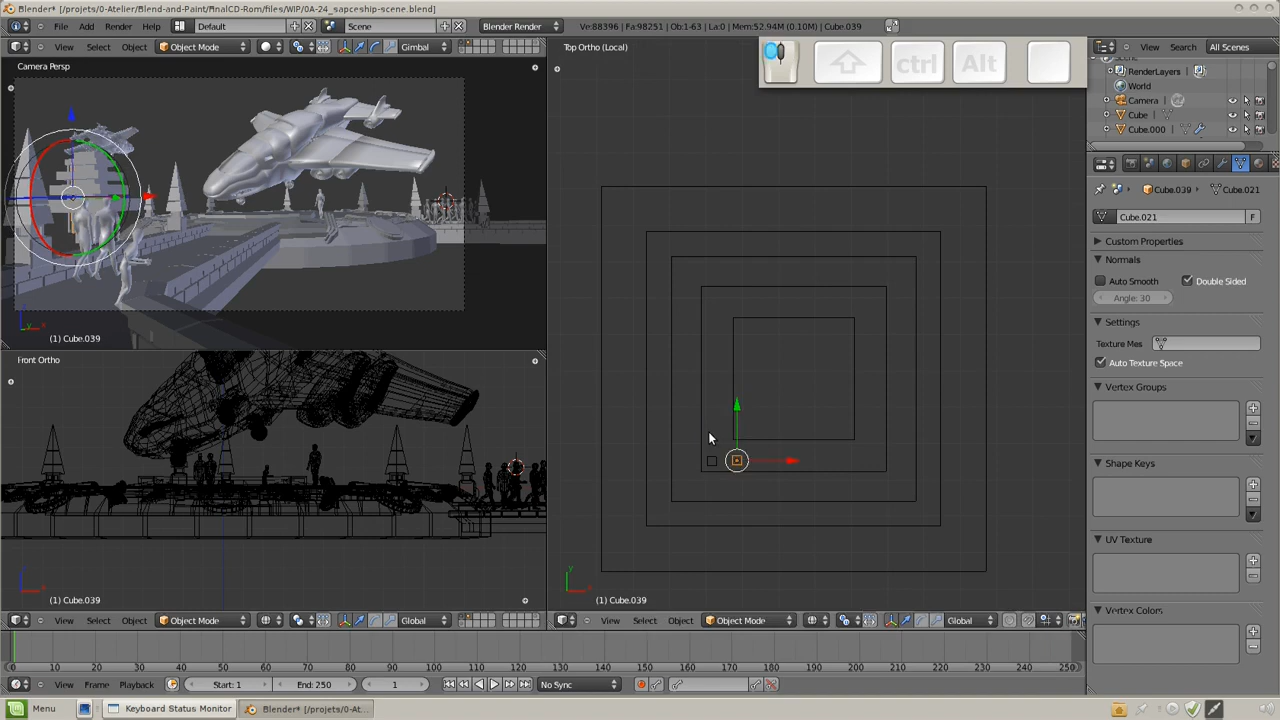 Blender* [/projets/0-Atelier/Blend-and-Paint/FinalCD-Rom/files/WIP/0A-24_sapceship-scene.blend]
File Add Render Help Default Scene Blender Render Ve:88396 | Fa:98251 | Ob:1-63 | La:0 | Mem:52.94M (0.10M) | Cube.039
View Select Object Object Mode Gimbal
View Search All Scenes
Camera Persp
Top Ortho (Local)
ctrl Alt
Scene
RenderLayers
World
Camera
Cube
Cube.000
Cube.039 Cube.021
Cube.021 F
Custom Properties
Normals
Auto Smooth Double Sided
Angle: 30
Settings
Texture Mes
Auto Texture Space
Vertex Groups
Shape Keys
UV Texture
Vertex Colors
(1) Cube.039
Front Ortho
(1) Cube.039
(1) Cube.039
View Select Object Object Mode Global
View Select Object Object Mode Global
0 10 20 30 40 50 60 70 80 90 100 110 120 130 140 150 160 170 180 190 200 210 220 230 240 250
View Frame Playback Start: 1 End: 250 1 No Sync
Menu Keyboard Status Monitor Blender* [/projets/0-At...